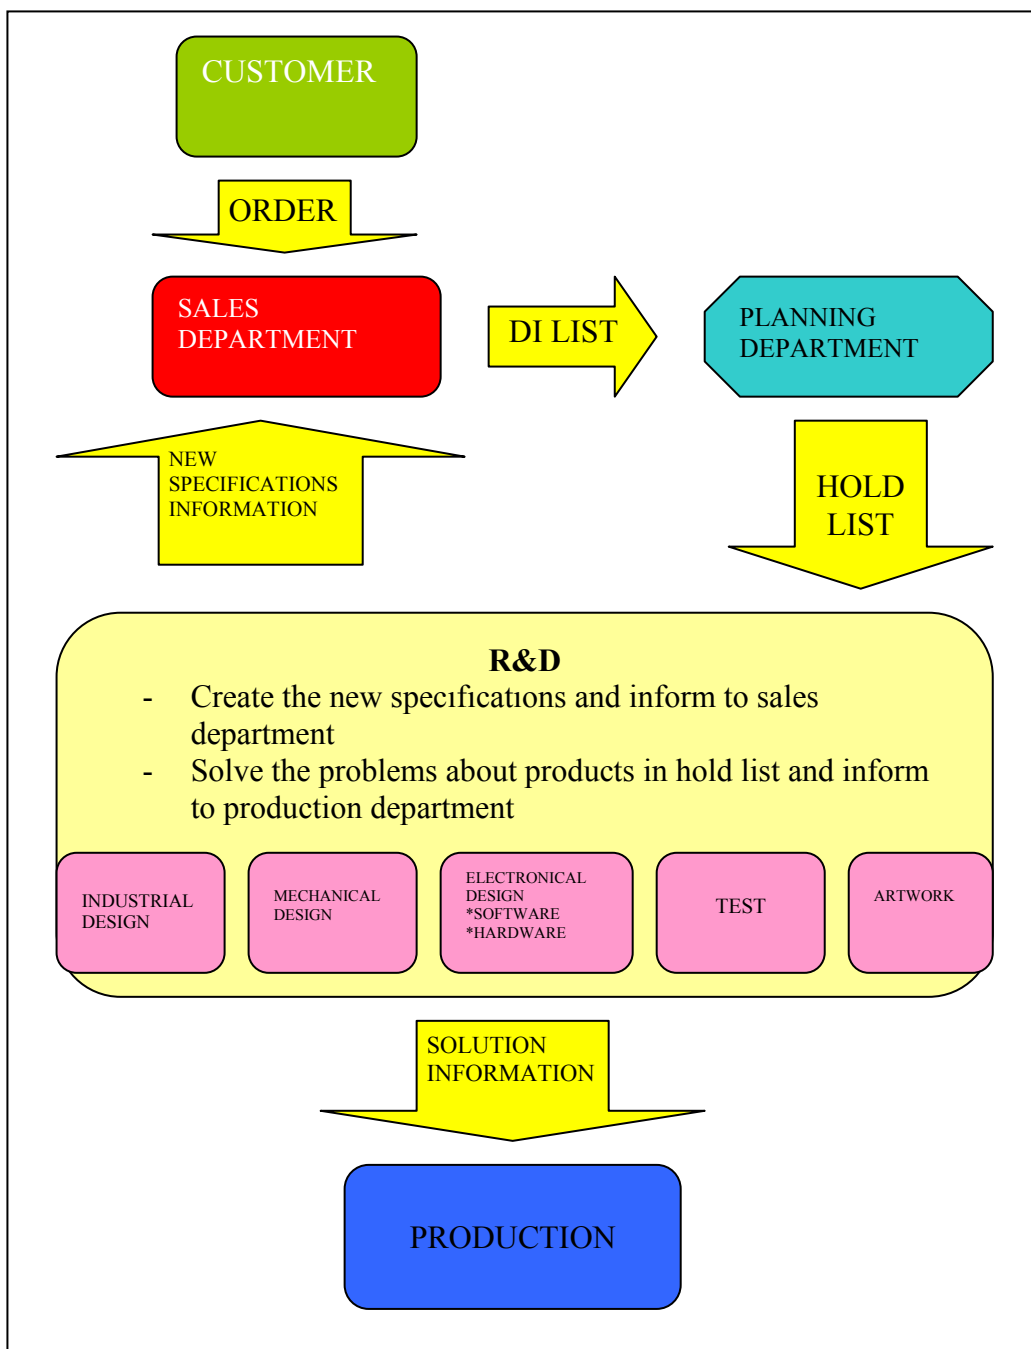 CUSTOMER
ORDER
SALES
DEPARTMENT
DI LIST
PLANNING
DEPARTMENT
NEW
SPECIFICATIONS
INFORMATION
HOLD
LIST
R&D
- Create the new specifications and inform to sales
department
- Solve the problems about products in hold list and inform
to production department
INDUSTRIAL
DESIGN
MECHANICAL
DESIGN
ELECTRONICAL
DESIGN
*SOFTWARE
*HARDWARE
TEST
ARTWORK
SOLUTION
INFORMATION
PRODUCTION